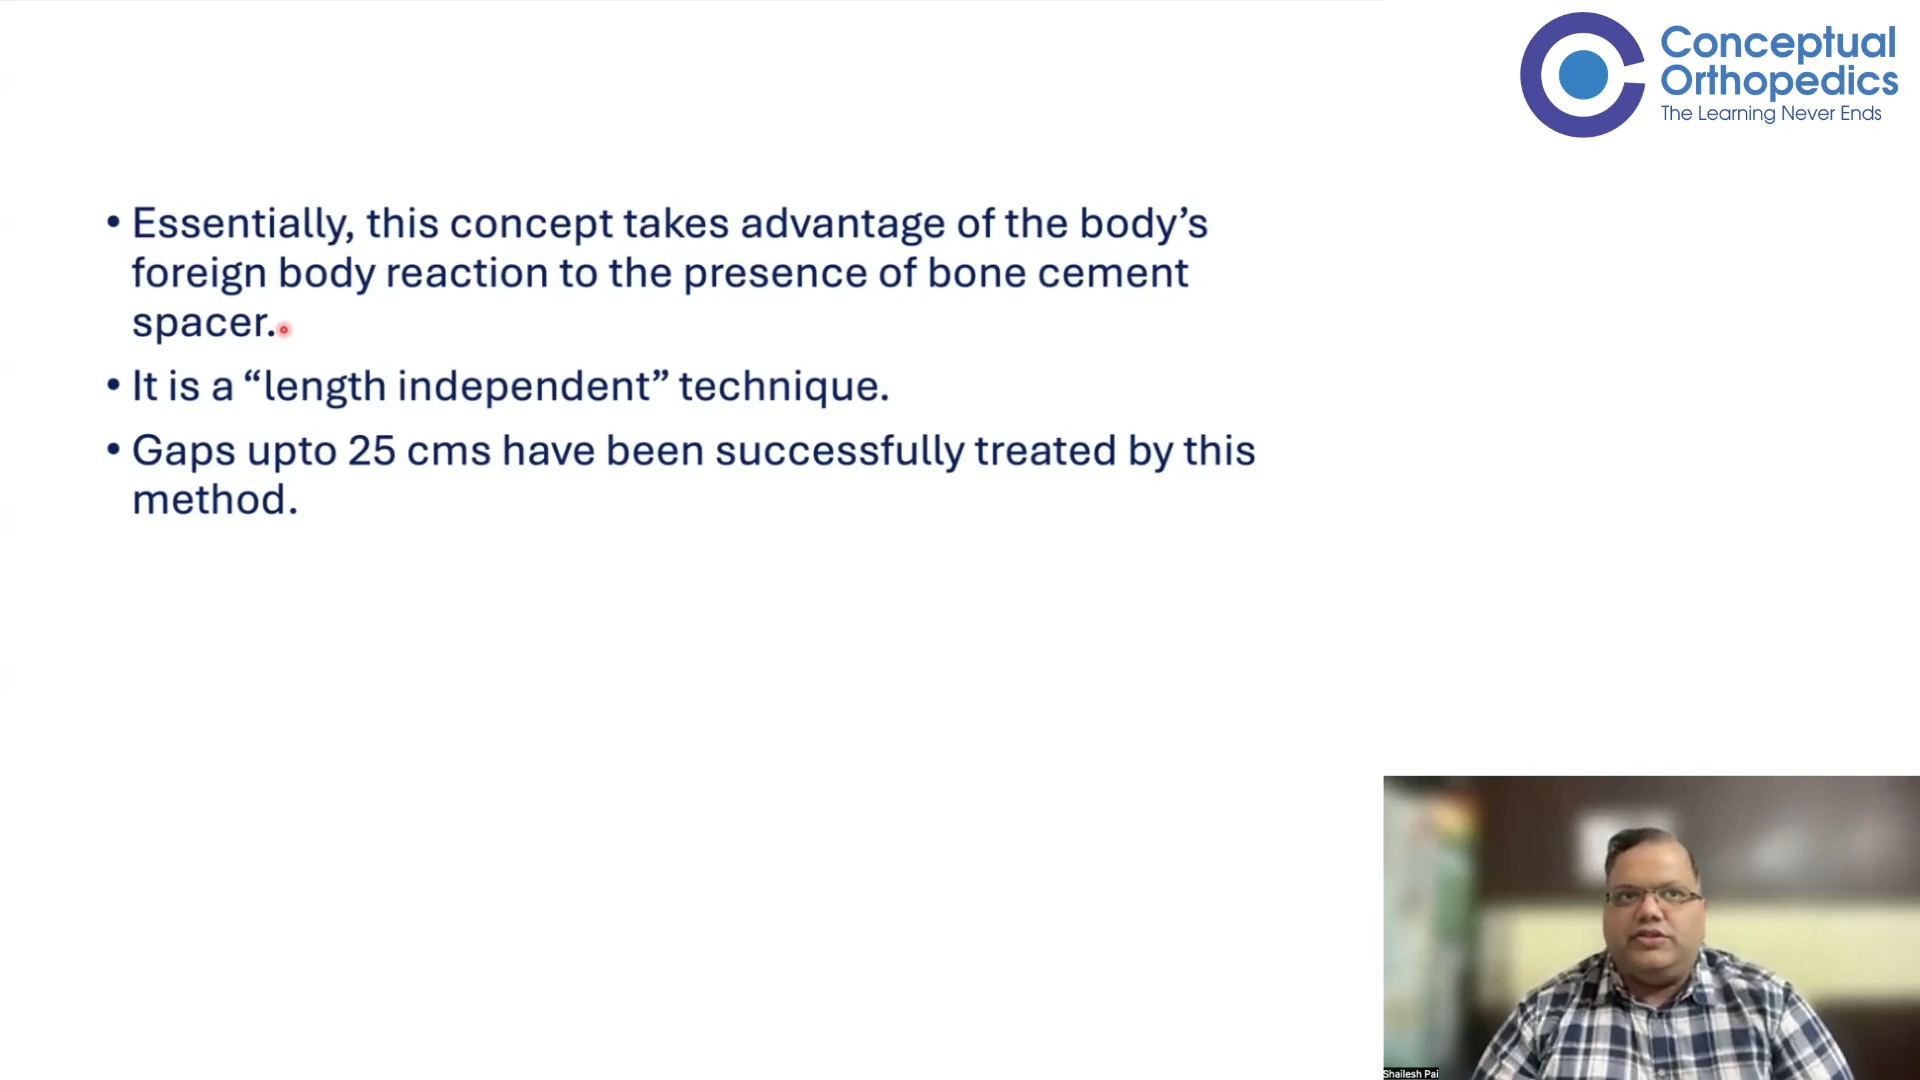 Conceptual
Orthopedics
The Learning Never Ends
• Essentially, this concept takes advantage of the body’s
foreign body reaction to the presence of bone cement
spacer.
• It is a “length independent” technique.
• Gaps upto 25 cms have been successfully treated by this
method.
Shailesh Pai